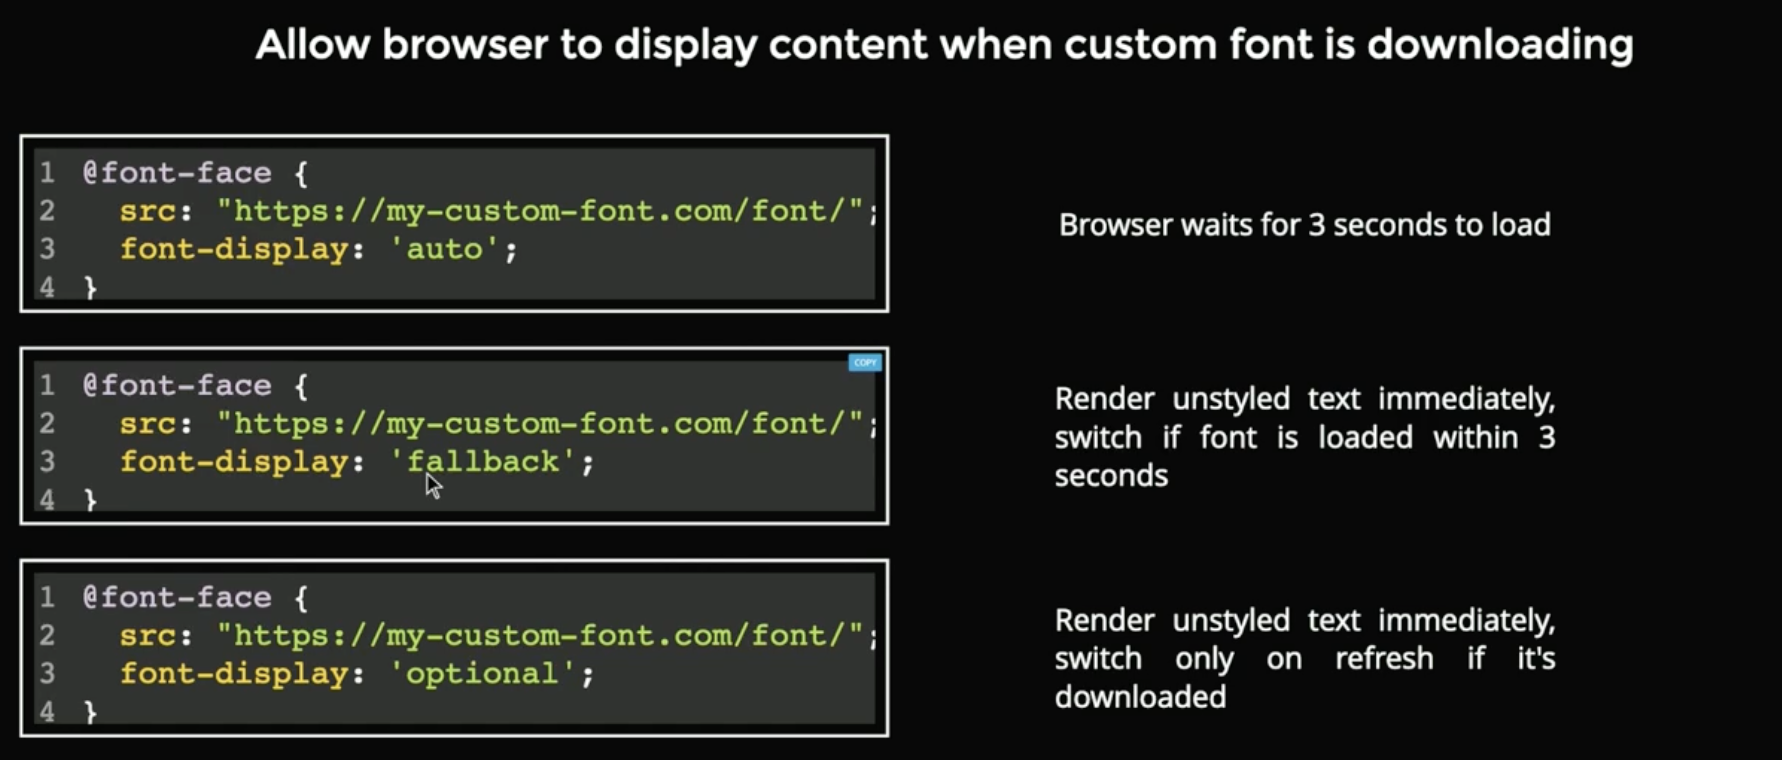 Allow browser to display content when custom font is downloading
1 @font-face {
2 src: "https://my-custom-font.com/font/";
3 font-display: 'auto';
4 }
Browser waits for 3 seconds to load
COPY
1 @font-face {
2 src: "https://my-custom-font.com/font/";
3 font-display: 'fallback';
4 }
Render unstyled text immediately,
switch if font is loaded within 3
seconds
1 @font-face {
2 src: "https://my-custom-font.com/font/";
3 font-display: 'optional';
4 }
Render unstyled text immediately,
switch only on refresh if it's
downloaded